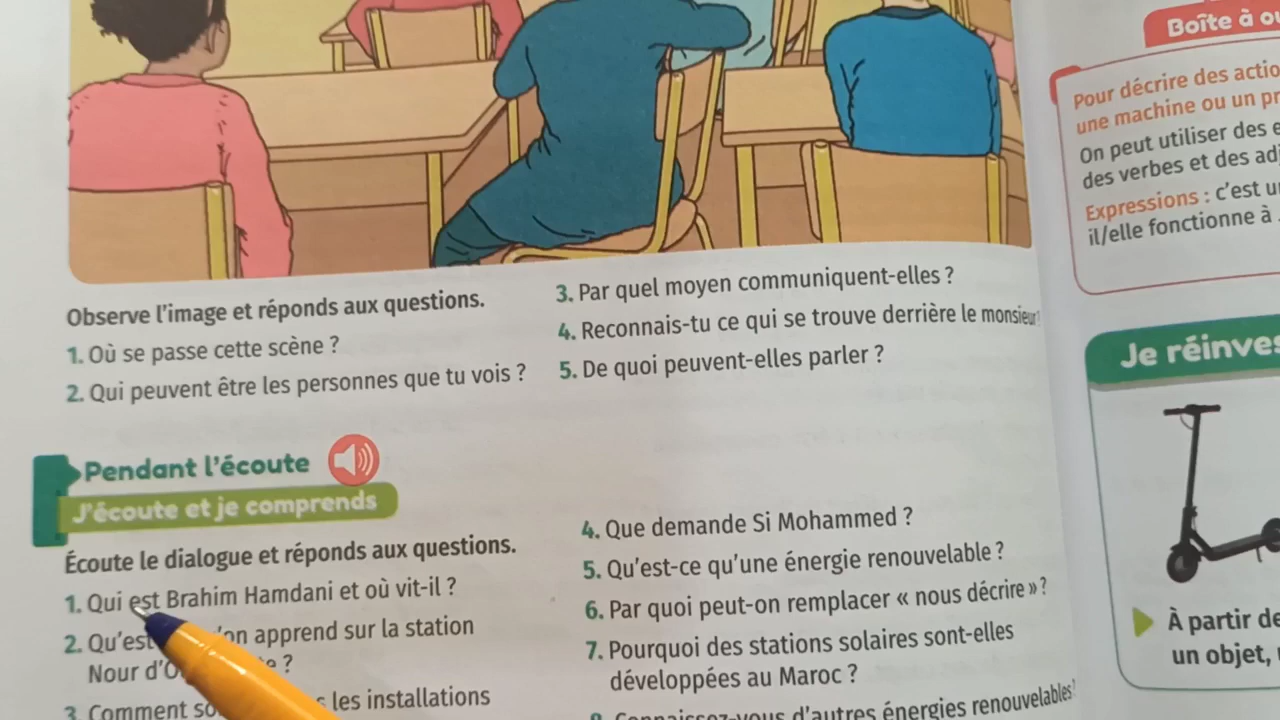 Observe l'image et réponds aux questions.
1. Où se passe cette scène ?
2. Qui peuvent être les personnes que tu vois ?
3. Par quel moyen communiquent-elles ?
4. Reconnais-tu ce qui se trouve derrière le monsieur
5. De quoi peuvent-elles parler ?
Pendant l'écoute
J'écoute et je comprends
Écoute le dialogue et réponds aux questions.
1. Qui est Brahim Hamdani et où vit-il ?
2. Qu'est 'on apprend sur la station
Nour d'O ?
3. Comment les installations
4. Que demande Si Mohammed ?
5. Qu'est-ce qu'une énergie renouvelable ?
6. Par quoi peut-on remplacer « nous décrire » ?
7. Pourquoi des stations solaires sont-elles
développées au Maroc ?
8. Connaissez-vous d'autres énergies renouvelables
Boîte à ou
Pour décrire des actio
une machine ou un pr
On peut utiliser des e
des verbes et des adj
Expressions : c'est u
il/elle fonctionne à
Je réinves
À partir de
un objet,